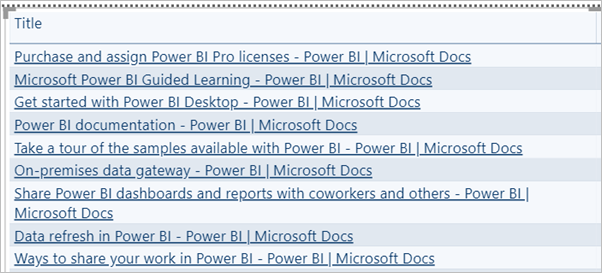 Title
Purchase and assign Power BI Pro licenses - Power BI | Microsoft Docs
Microsoft Power BI Guided Learning - Power BI | Microsoft Docs
Get started with Power BI Desktop - Power BI | Microsoft Docs
Power BI documentation - Power BI | Microsoft Docs
Take a tour of the samples available with Power BI - Power BI | Microsoft Docs
On-premises data gateway - Power BI | Microsoft Docs
Share Power BI dashboards and reports with coworkers and others - Power BI |
Microsoft Docs
Data refresh in Power BI - Power BI | Microsoft Docs
Ways to share your work in Power BI - Power BI | Microsoft Docs